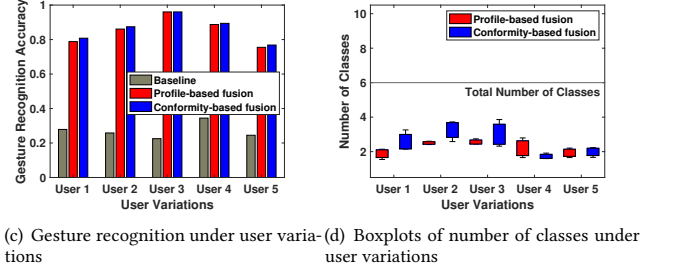 Gesture Recognition Accuracy
1
0.8
0.6
0.4
0.2
0
Baseline
Profile-based fusion
Conformity-based fusion
User 1 User 2 User 3 User 4 User 5
User Variations
Number of Classes
10
8
6
4
2
Profile-based fusion
Conformity-based fusion
Total Number of Classes
User 1 User 2 User 3 User 4 User 5
User Variations
(c) Gesture recognition under user varia-
tions
(d) Boxplots of number of classes under
user variations